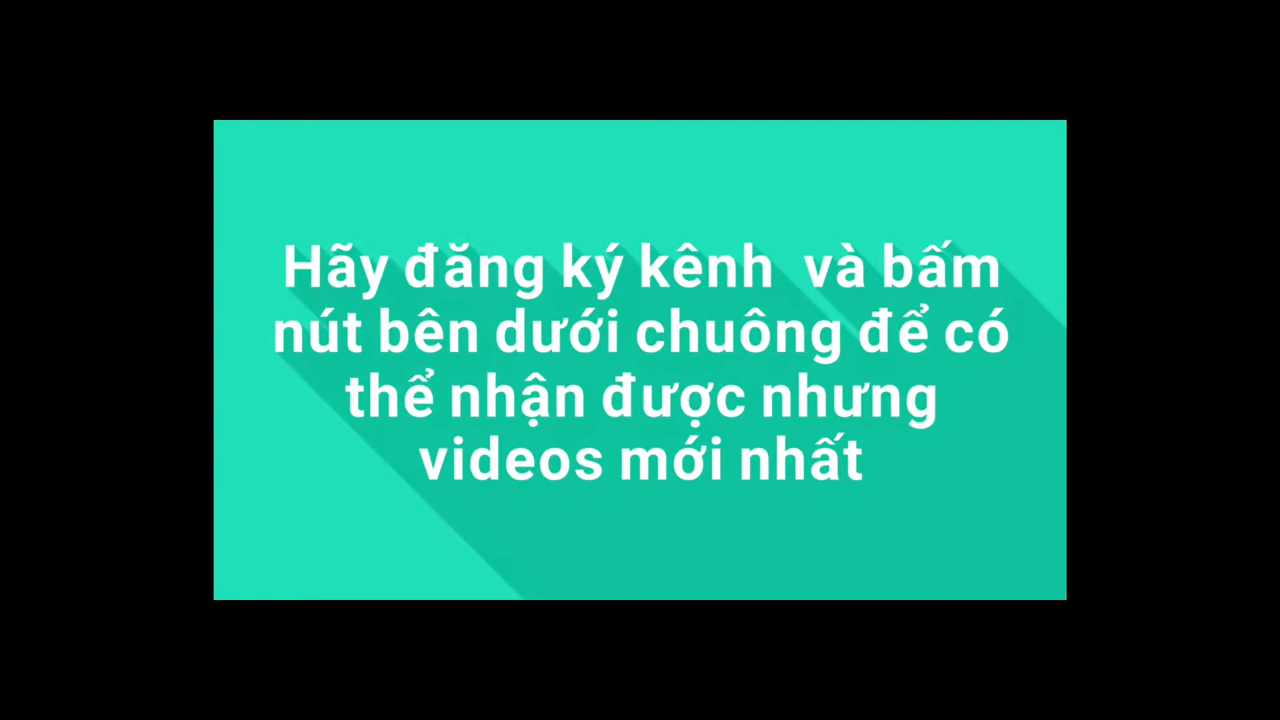 Hãy đăng ký kênh và bấm
nút bên dưới chuông để có
thể nhận được nhưng
videos mới nhất